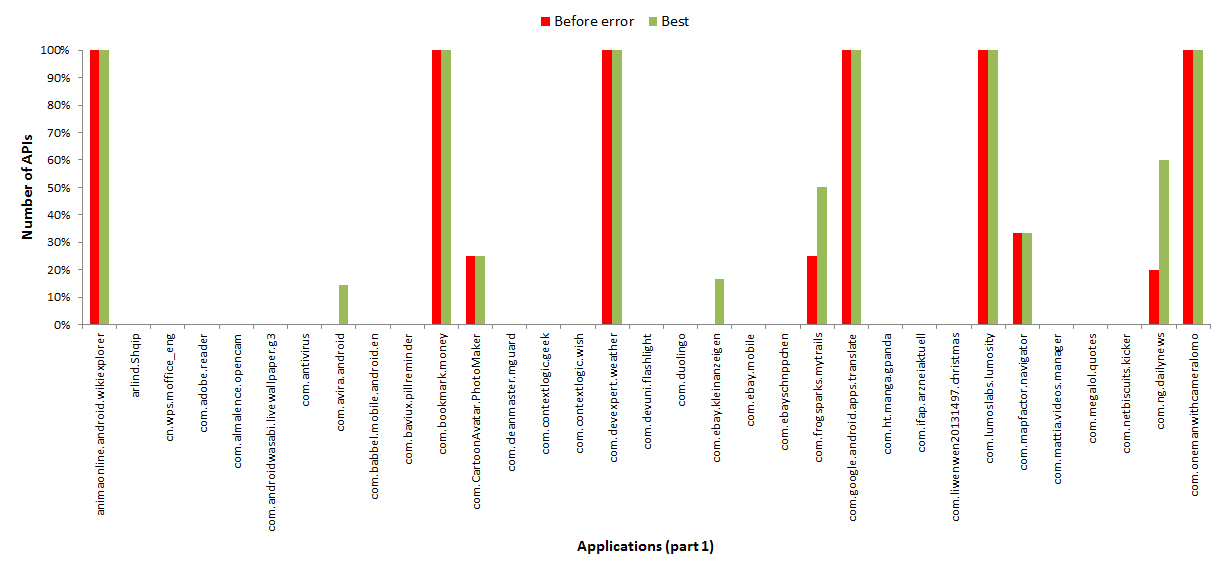 Before error
Best
100%
90%
80%
70%
60%
50%
40%
30%
20%
10%
0%
Number of APIs
animaonline.android.wikiexplorer
arlind.Shqip
cn.wps.moffice_eng
com.adobe.reader
com.almalence.opencam
com.androidwasabi.livewallpaper.g3
com.antivirus
com.avira.android
com.babbel.mobile.android.en
com.baviux.pillreminder
com.bookmark.money
com.CartoonAvatar.PhotoMaker
com.cleanmaster.mguard
com.contextlogic.geek
com.contextlogic.wish
com.devexpert.weather
com.devuni.flashlight
com.duolingo
com.ebay.kleinanzeigen
com.ebay.mobile
com.ebayschnppchen
com.frogsparks.mytrails
com.google.android.apps.translate
com.ht.manga.gpanda
com.ifap.arzneiaktuell
com.liwenwen20131497.christmas
com.lumoslabs.lumosity
com.mapfactor.navigator
com.mattia.videos.manager
com.megalol.quotes
com.netbiscuits.kicker
com.ng.dailynews
com.onemanwithcameralomo
Applications (part 1)